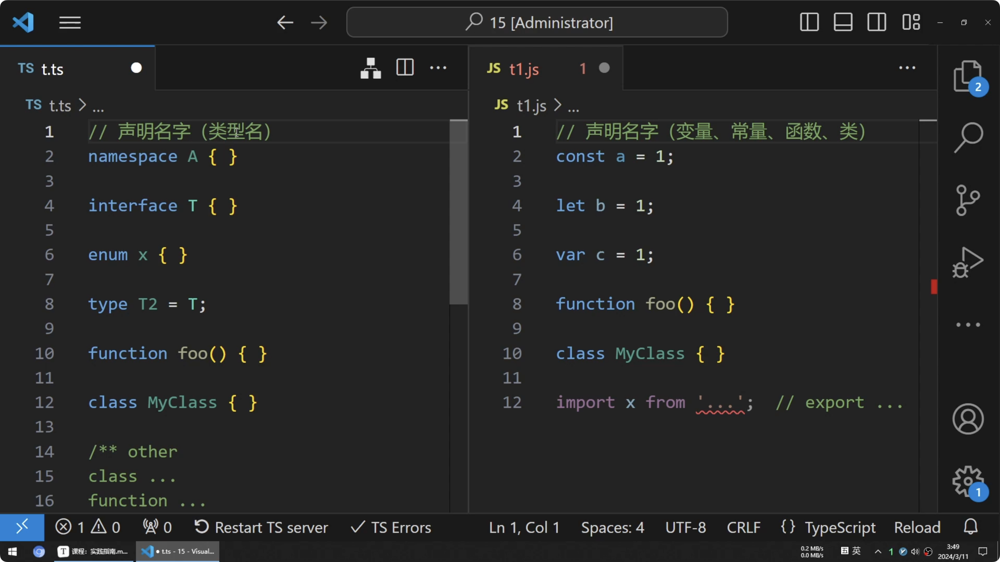 15 [Administrator]
TS t.ts
TS t.ts > ...
1 // 声明名字（类型名）
2 namespace A { }
3
4 interface T { }
5
6 enum x { }
7
8 type T2 = T;
9
10 function foo() { }
11
12 class MyClass { }
13
14 /** other
15 class ...
16 function ...
JS t1.js 1
JS t1.js > ...
1 // 声明名字（变量、常量、函数、类）
2 const a = 1;
3
4 let b = 1;
5
6 var c = 1;
7
8 function foo() { }
9
10 class MyClass { }
11
12 import x from '...'; // export ...
2
1
1 0 0 Restart TS server TS Errors Ln 1, Col 1 Spaces: 4 UTF-8 CRLF {} TypeScript Reload
T 课程：实践指南.m... ● t.ts - 15 - Visual... 0.2 MB/s
0.0 MB/s
五 英 1 3:49
2024/3/11